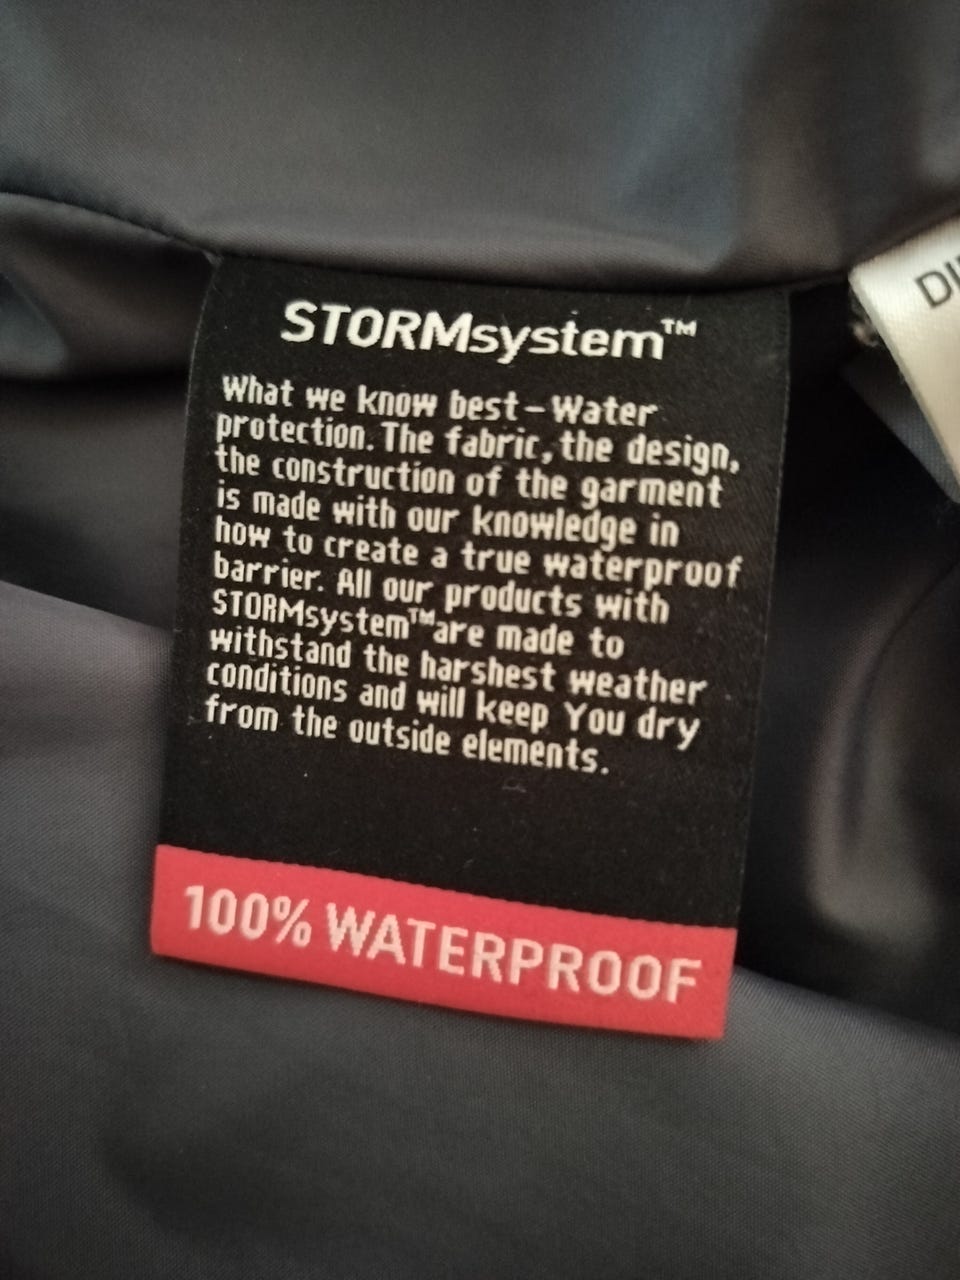 STORMsystem™
What we know best – Water
protection. The fabric, the design,
the construction of the garment
is made with our knowledge in
how to create a true waterproof
barrier. All our products with
STORMsystem™ are made to
withstand the harshest weather
conditions and will keep You dry
from the outside elements.
100% WATERPROOF